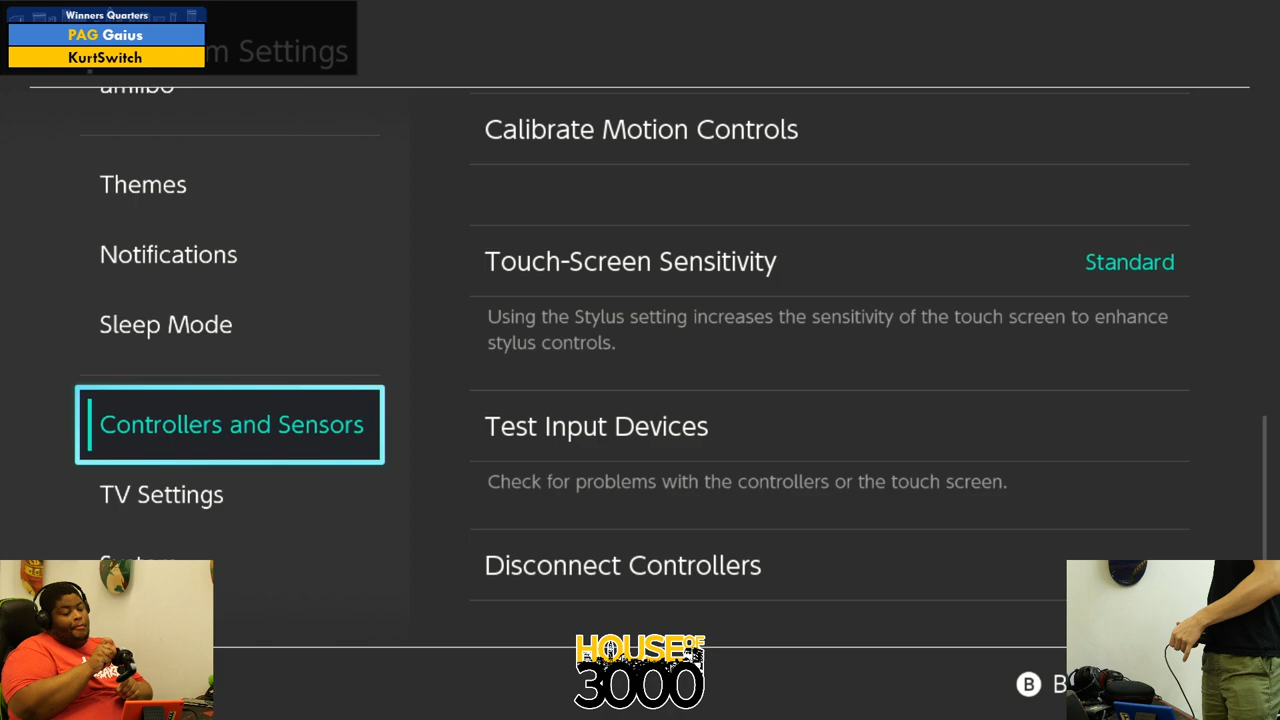 Winners Quarters
PAG Gaius
KurtSwitch
m Settings
amiibo
Themes
Notifications
Sleep Mode
Controllers and Sensors
TV Settings
System
Calibrate Motion Controls
Touch-Screen Sensitivity Standard
Using the Stylus setting increases the sensitivity of the touch screen to enhance
stylus controls.
Test Input Devices
Check for problems with the controllers or the touch screen.
Disconnect Controllers
HOUSE OF
3000
B B